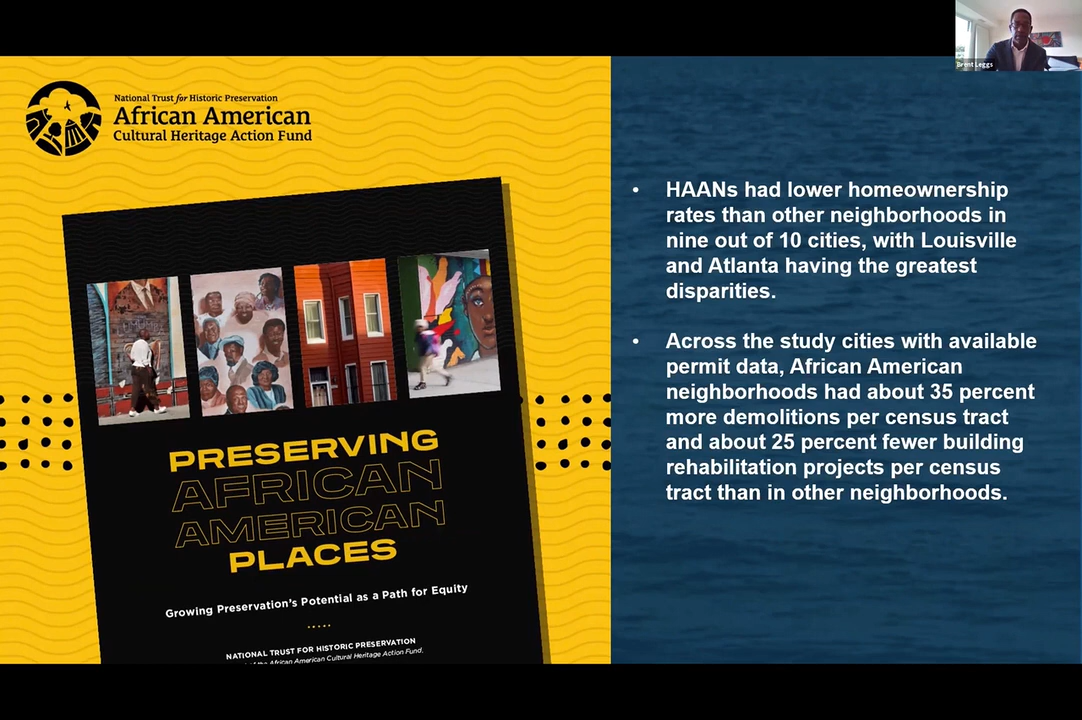 Brent Leggs
National Trust for Historic Preservation
African American
Cultural Heritage Action Fund
PRESERVING
AFRICAN
AMERICAN
PLACES
Growing Preservation's Potential as a Path for Equity
NATIONAL TRUST FOR HISTORIC PRESERVATION
the African American Cultural Heritage Action Fund.
• HAANs had lower homeownership
rates than other neighborhoods in
nine out of 10 cities, with Louisville
and Atlanta having the greatest
disparities.
• Across the study cities with available
permit data, African American
neighborhoods had about 35 percent
more demolitions per census tract
and about 25 percent fewer building
rehabilitation projects per census
tract than in other neighborhoods.